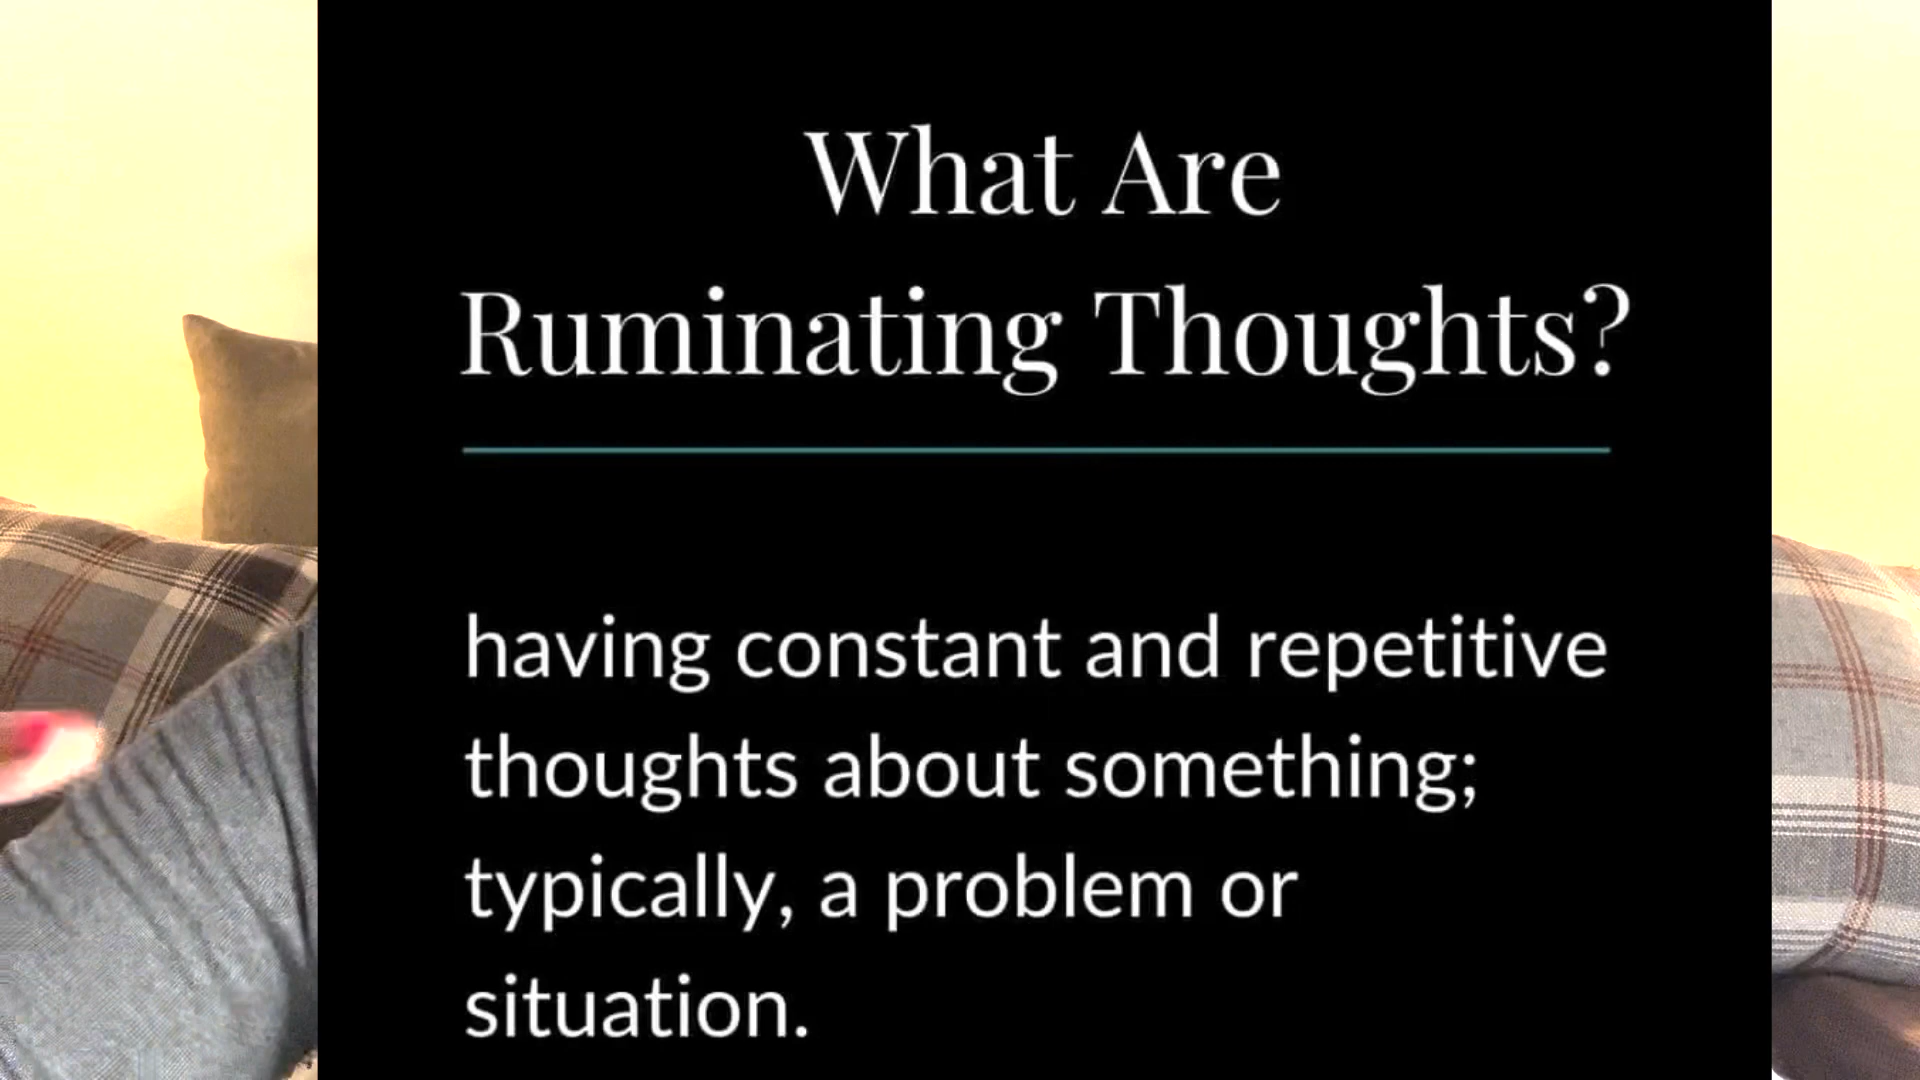 What Are
Ruminating Thoughts?
having constant and repetitive
thoughts about something;
typically, a problem or
situation.